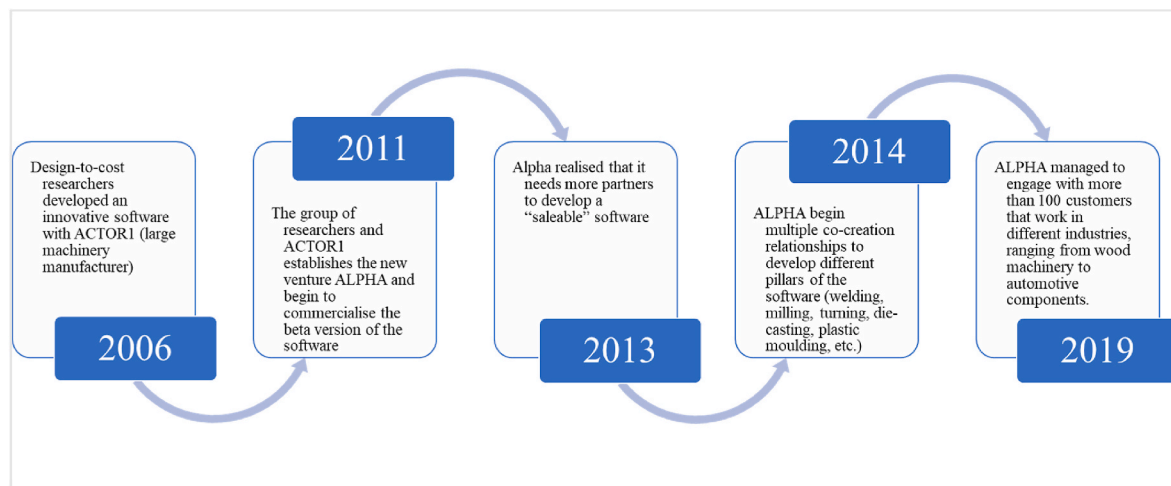 Design-to-cost
researchers
developed an
innovative software
with ACTOR1 (large
machinery
manufacturer)
2006
2011
The group of
researchers and
ACTOR1
establishes the new
venture ALPHA and
begin to
commercialise the
beta version of the
software
Alpha realised that it
needs more partners
to develop a
“saleable” software
2013
2014
ALPHA begin
multiple co-creation
relationships to
develop different
pillars of the
software (welding,
milling, turning, die-
casting, plastic
moulding, etc.)
ALPHA managed to
engage with more
than 100 customers
that work in
different industries,
ranging from wood
machinery to
automotive
components.
2019